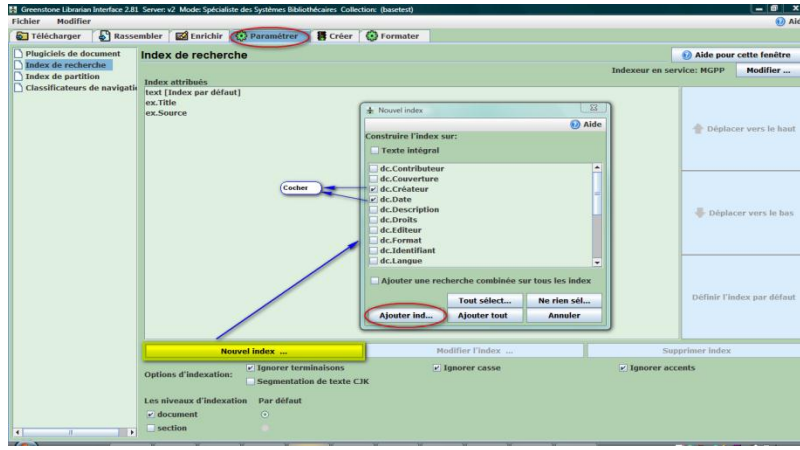 Greenstone Librarian Interface 2.81 Server: v2 Mode: Spécialiste des Systèmes Bibliothécaires Collection: (basetest)
Fichier Modifier
Aid
Télécharger Rassembler Enrichir Paramétrer Créer Formater
Plugiciels de document
Index de recherche
Index de partition
Classificateurs de navigati
Index de recherche
Aide pour cette fenêtre
Indexeur en service: MGPP Modifier ...
Index attribués
text [Index par défaut]
ex.Title
ex.Source
Nouvel index
Aide
Construire l'index sur:
Texte intégral
dc.Contributeur
dc.Couverture
dc.Créateur
dc.Date
dc.Description
dc.Droits
dc.Editeur
dc.Format
dc.Identifiant
dc.Langue
Cocher
Ajouter une recherche combinée sur tous les index
Tout sélect... Ne rien sél...
Ajouter ind... Ajouter tout Annuler
Déplacer vers le haut
Déplacer vers le bas
Définir l'index par défaut
Nouvel index ... Modifier l'index ... Supprimer index
Options d'indexation: Ignorer terminaisons Ignorer casse Ignorer accents
Segmentation de texte CJK
Les niveaux d'indexation Par défaut
document
section